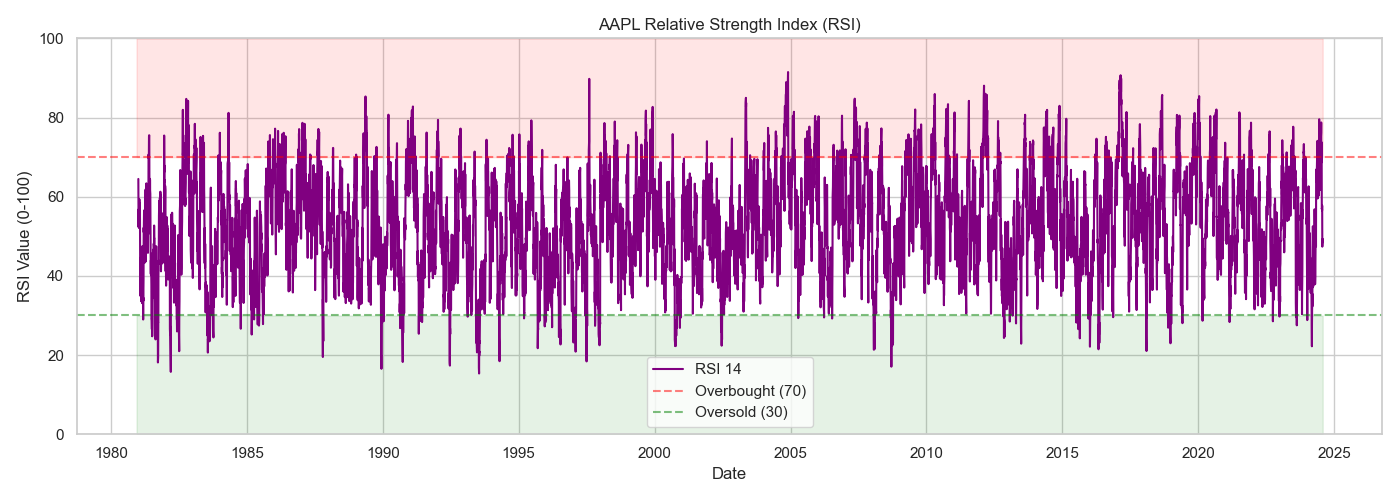 AAPL Relative Strength Index (RSI)
RSI Value (0-100)
100
80
60
40
20
0
RSI 14
Overbought (70)
Oversold (30)
1980 1985 1990 1995 2000 2005 2010 2015 2020 2025
Date